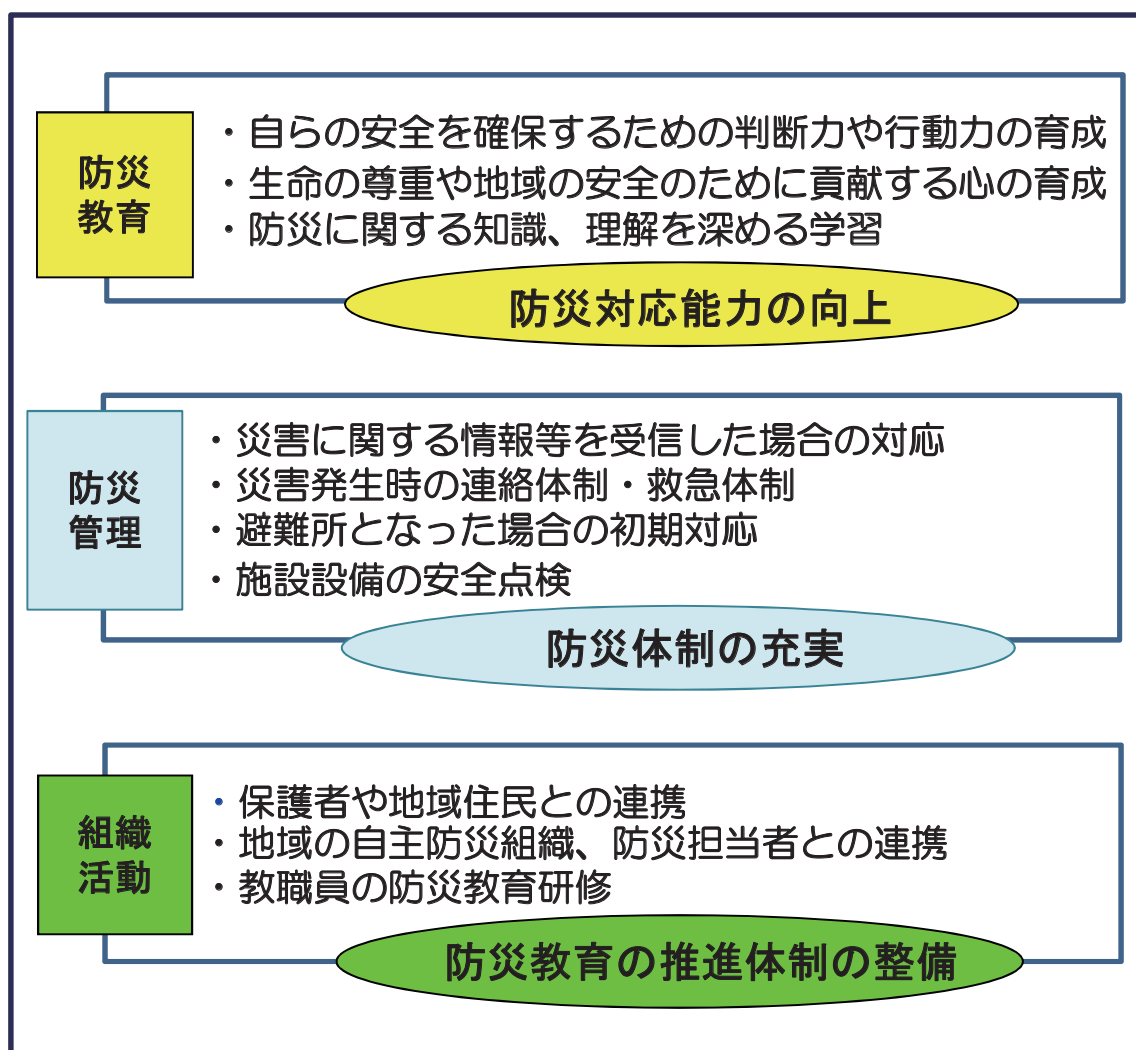 防災
教育
・自らの安全を確保するための判断力や行動力の育成
・生命の尊重や地域の安全のために貢献する心の育成
・防災に関する知識、理解を深める学習
防災対応能力の向上
防災
管理
・災害に関する情報等を受信した場合の対応
・災害発生時の連絡体制・救急体制
・避難所となった場合の初期対応
・施設設備の安全点検
防災体制の充実
組織
活動
・保護者や地域住民との連携
・地域の自主防災組織、防災担当者との連携
・教職員の防災教育研修
防災教育の推進体制の整備